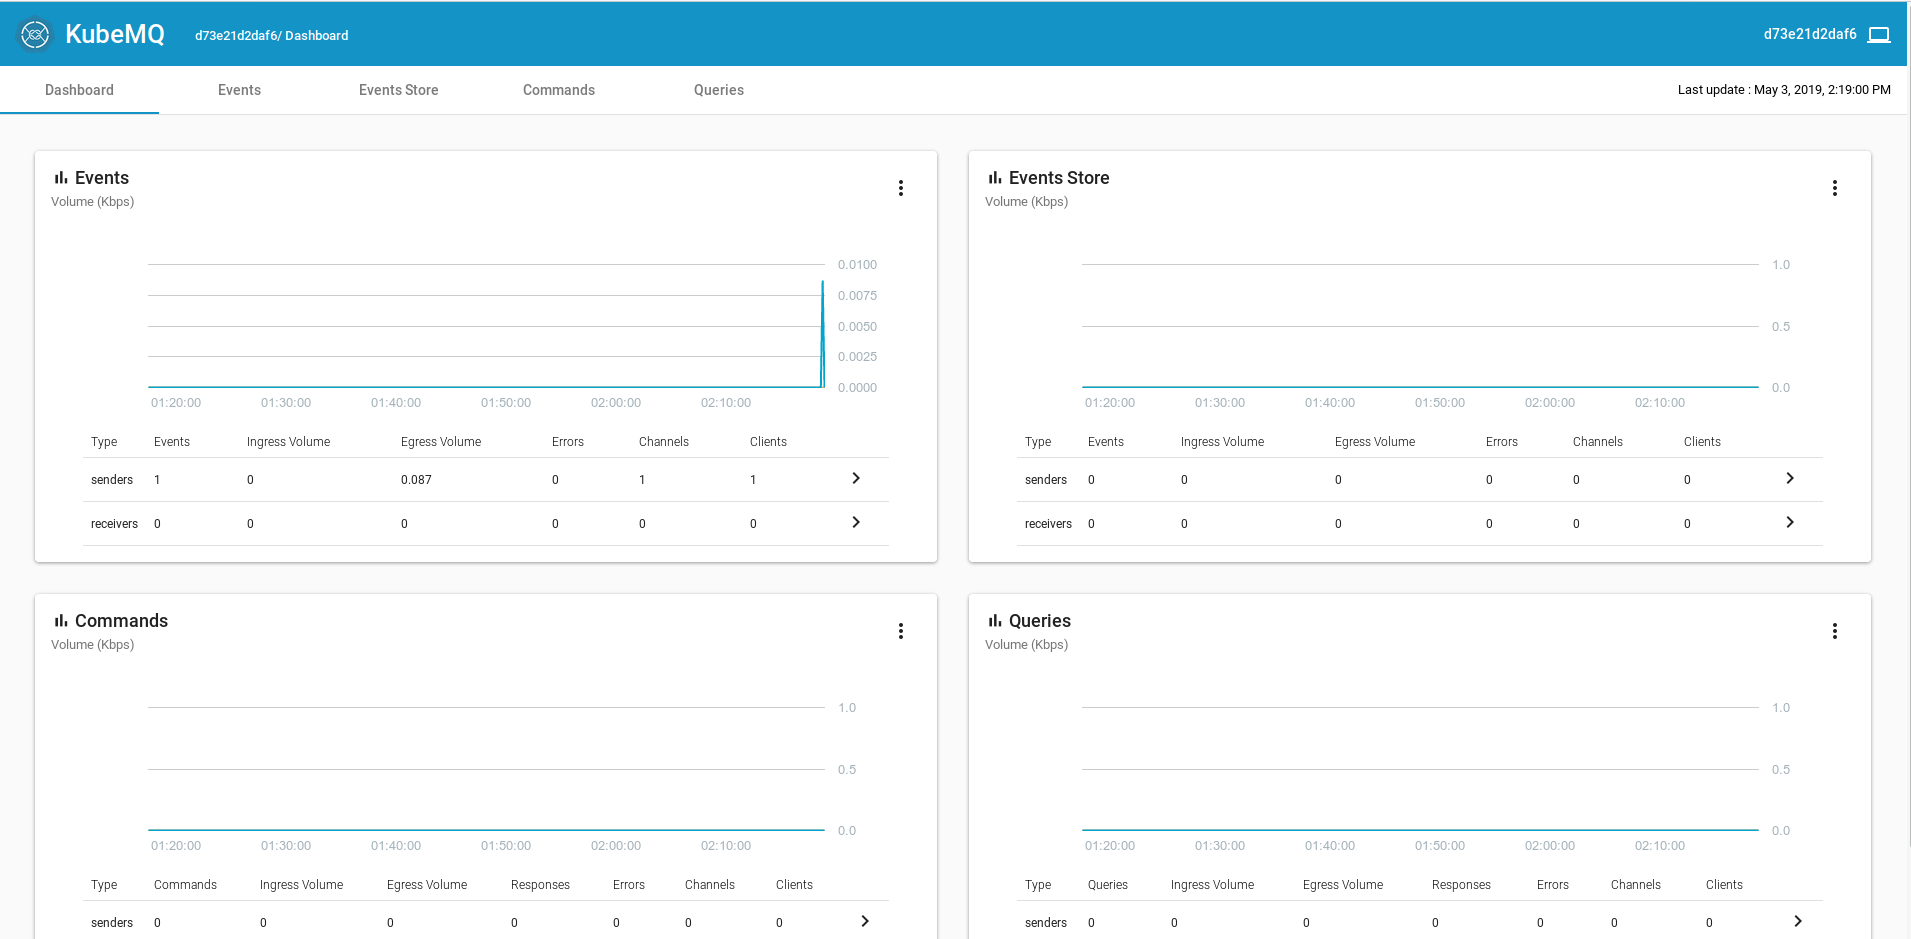 KubeMQ d73e21d2daf6/ Dashboard d73e21d2daf6
Dashboard Events Events Store Commands Queries Last update : May 3, 2019, 2:19:00 PM
Events
Volume (Kbps)
0.0100
0.0075
0.0050
0.0025
0.0000
01:20:00 01:30:00 01:40:00 01:50:00 02:00:00 02:10:00
Type Events Ingress Volume Egress Volume Errors Channels Clients
senders 1 0 0.087 0 1 1
receivers 0 0 0 0 0 0
Events Store
Volume (Kbps)
1.0
0.5
0.0
01:20:00 01:30:00 01:40:00 01:50:00 02:00:00 02:10:00
Type Events Ingress Volume Egress Volume Errors Channels Clients
senders 0 0 0 0 0 0
receivers 0 0 0 0 0 0
Commands
Volume (Kbps)
1.0
0.5
0.0
01:20:00 01:30:00 01:40:00 01:50:00 02:00:00 02:10:00
Type Commands Ingress Volume Egress Volume Responses Errors Channels Clients
senders 0 0 0 0 0 0 0
Queries
Volume (Kbps)
1.0
0.5
0.0
01:20:00 01:30:00 01:40:00 01:50:00 02:00:00 02:10:00
Type Queries Ingress Volume Egress Volume Responses Errors Channels Clients
senders 0 0 0 0 0 0 0